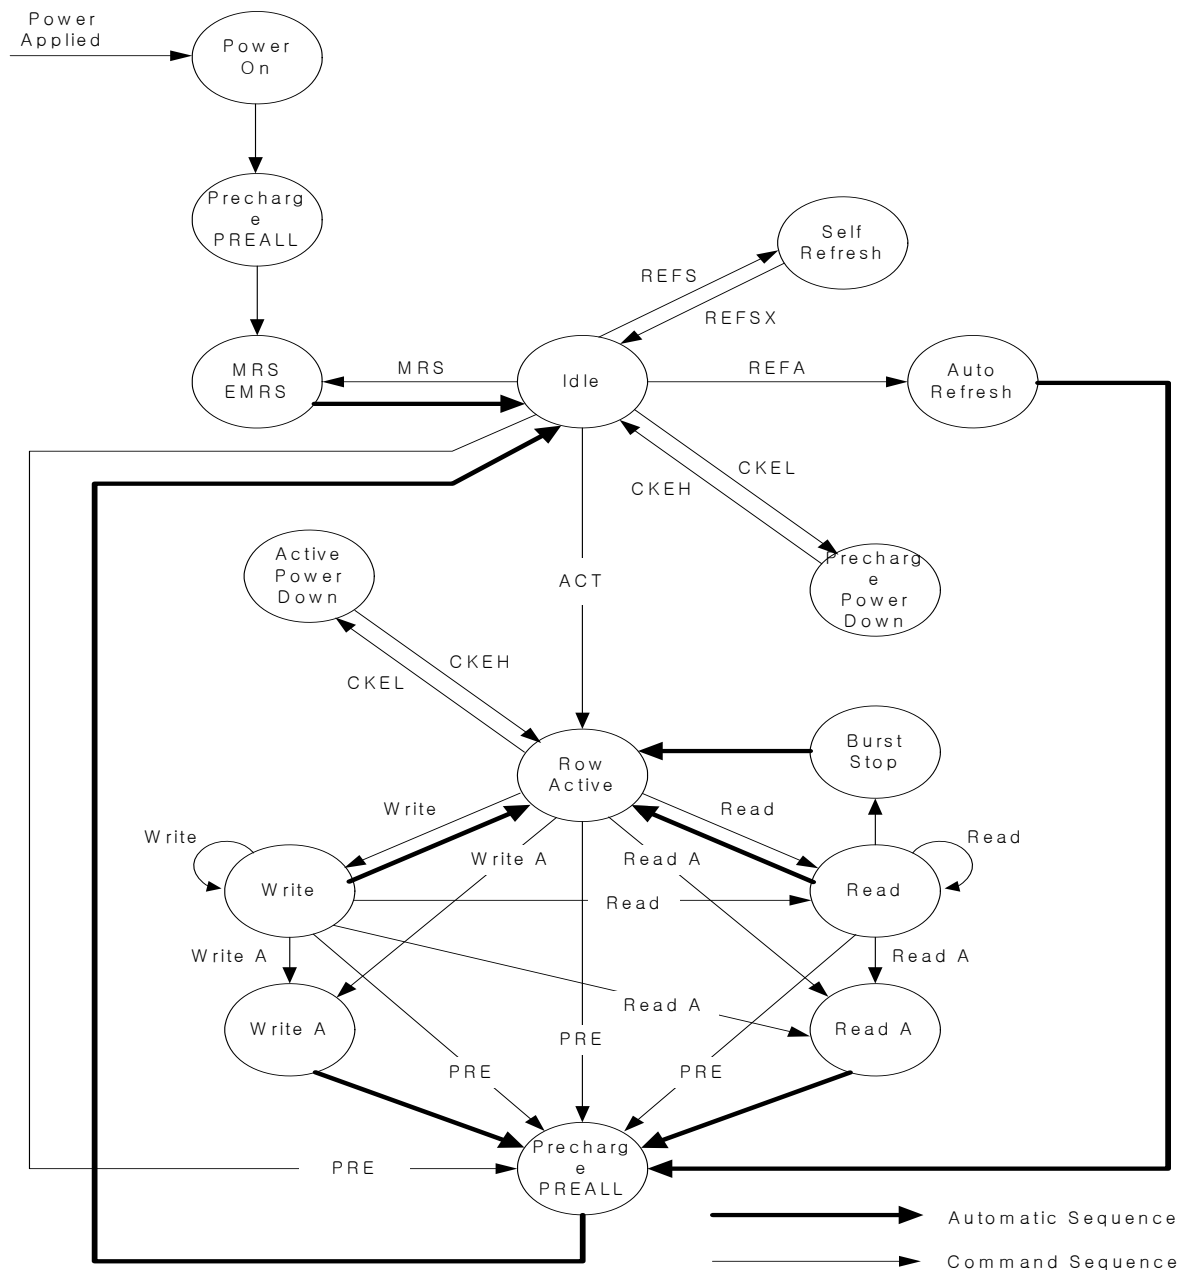 Power
Applied
Power
On
Precharg
e
PREALL
Self
Refresh
REFS
REFSX
MRS
EMRS
MRS
Idle
REFA
Auto
Refresh
CKEL
CKEH
Active
Power
Down
ACT
Precharg
e
Power
Down
CKEH
CKEL
Burst
Stop
Row
Active
Write
Read
Write
Write A
Read A
Read
Write
Read
Read
Write A
Read A
Read A
Write A
Read A
PRE
PRE
PRE
Precharg
e
PREALL
PRE
Automatic Sequence
Command Sequence